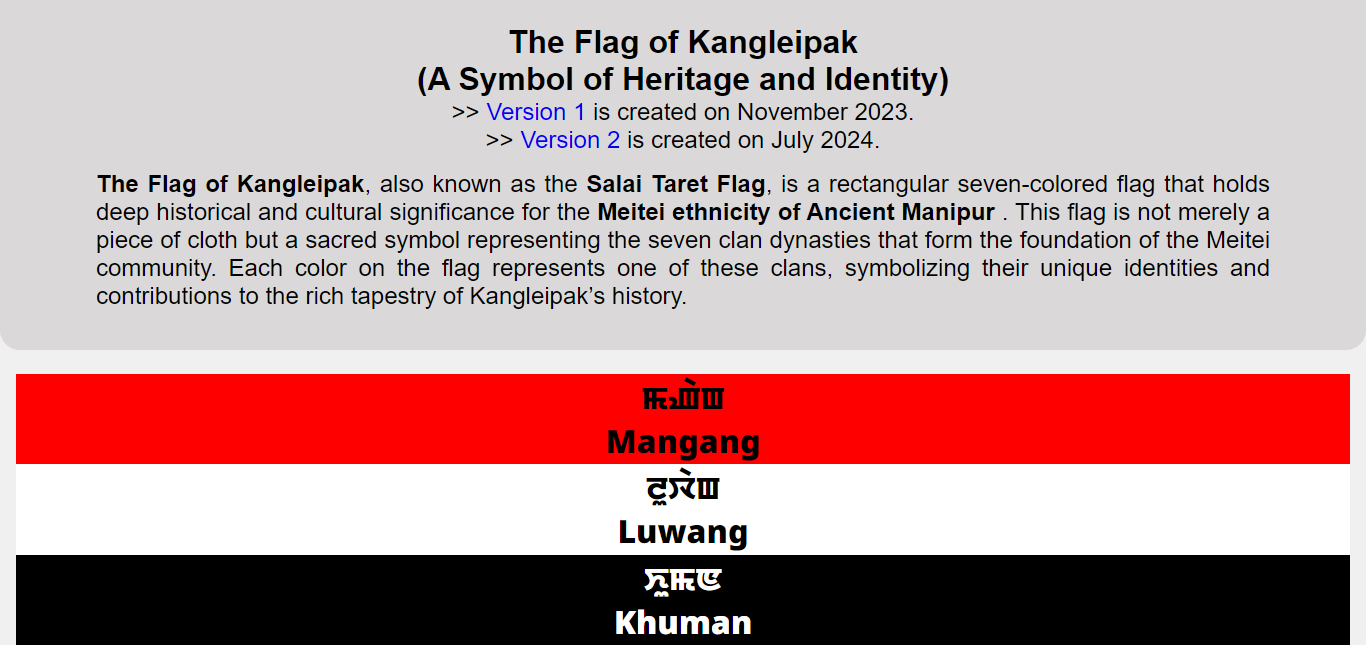 The Flag of Kangleipak
(A Symbol of Heritage and Identity)
>> Version 1 is created on November 2023.
>> Version 2 is created on July 2024.
The Flag of Kangleipak, also known as the Salai Taret Flag, is a rectangular seven-colored flag that holds
deep historical and cultural significance for the Meitei ethnicity of Ancient Manipur . This flag is not merely a
piece of cloth but a sacred symbol representing the seven clan dynasties that form the foundation of the Meitei
community. Each color on the flag represents one of these clans, symbolizing their unique identities and
contributions to the rich tapestry of Kangleipak’s history.
ꯃꯉꯥꯡ
Mangang
ꯂꯨꯋꯥꯡ
Luwang
ꯈꯨꯃꯟ
Khuman